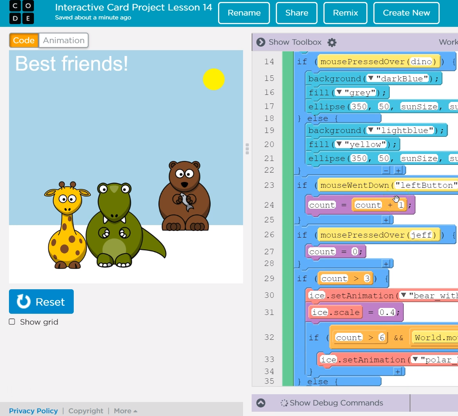 C O
D E
Interactive Card Project Lesson 14
Saved about a minute ago
Rename
Share
Remix
Create New
Code
Animation
Show Toolbox
Work
Best friends!
14 if ( mousePressedOver( dino ) ) {
15 background( ▼ "darkBlue" );
16 fill( ▼ "grey" );
17 ellipse( 350, 50, sunSize, su
18 } else {
19 background( ▼ "lightblue" );
20 fill( ▼ "yellow" );
21 ellipse( 350, 50, sunSize, su
22 }
23 if ( mouseWentDown( "leftButton"
24 count = count + 1 ;
25 }
26 if ( mousePressedOver( jeff ) ) {
27 count = 0;
28 }
29 if ( count > 3 ) {
30 ice.setAnimation( ▼ "bear_with
31 ice.scale = 0.4;
32 if ( count > 6 && World.mo
33 ice.setAnimation( ▼ "polar_
34 }
35 } else {
Reset
Show grid
Show Debug Commands
Privacy Policy | Copyright | More